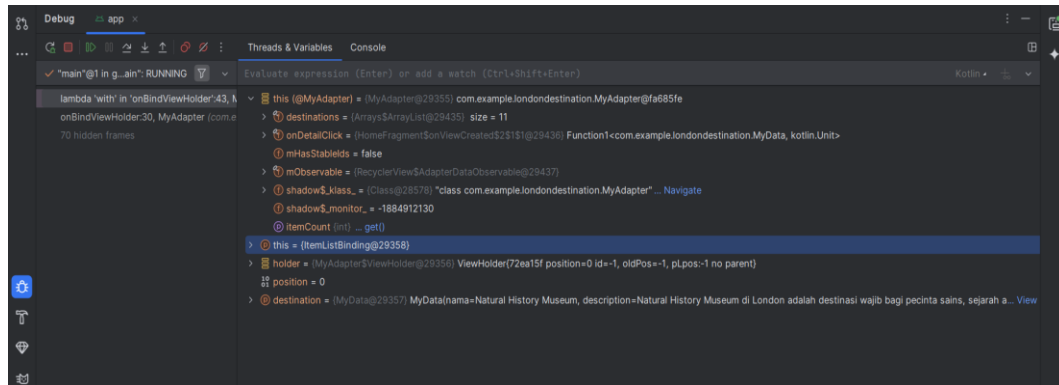 Debug app
Threads & Variables Console
"main"@1 in g...ain": RUNNING
Evaluate expression (Enter) or add a watch (Ctrl+Shift+Enter) Kotlin
lambda 'with' in 'onBindViewHolder':43, M
onBindViewHolder:30, MyAdapter (com.e
70 hidden frames
this (@MyAdapter) = {MyAdapter@29355} com.example.londondestination.MyAdapter@fa685fe
destinations = {Arrays$ArrayList@29435} size = 11
onDetailClick = {HomeFragment$onViewCreated$2$1$1@29436} Function1<com.example.londondestination.MyData, kotlin.Unit>
mHasStableIds = false
mObservable = {RecyclerView$AdapterDataObservable@29437}
shadow$_klass_ = {Class@28578} "class com.example.londondestination.MyAdapter" ... Navigate
shadow$_monitor_ = -1884912130
itemCount {int} ... get()
this = {ItemListBinding@29358}
holder = {MyAdapter$ViewHolder@29356} ViewHolder{72ea15f position=0 id=-1, oldPos=-1, pLpos:-1 no parent}
position = 0
destination = {MyData@29357} MyData(nama=Natural History Museum, description=Natural History Museum di London adalah destinasi wajib bagi pecinta sains, sejarah a... View